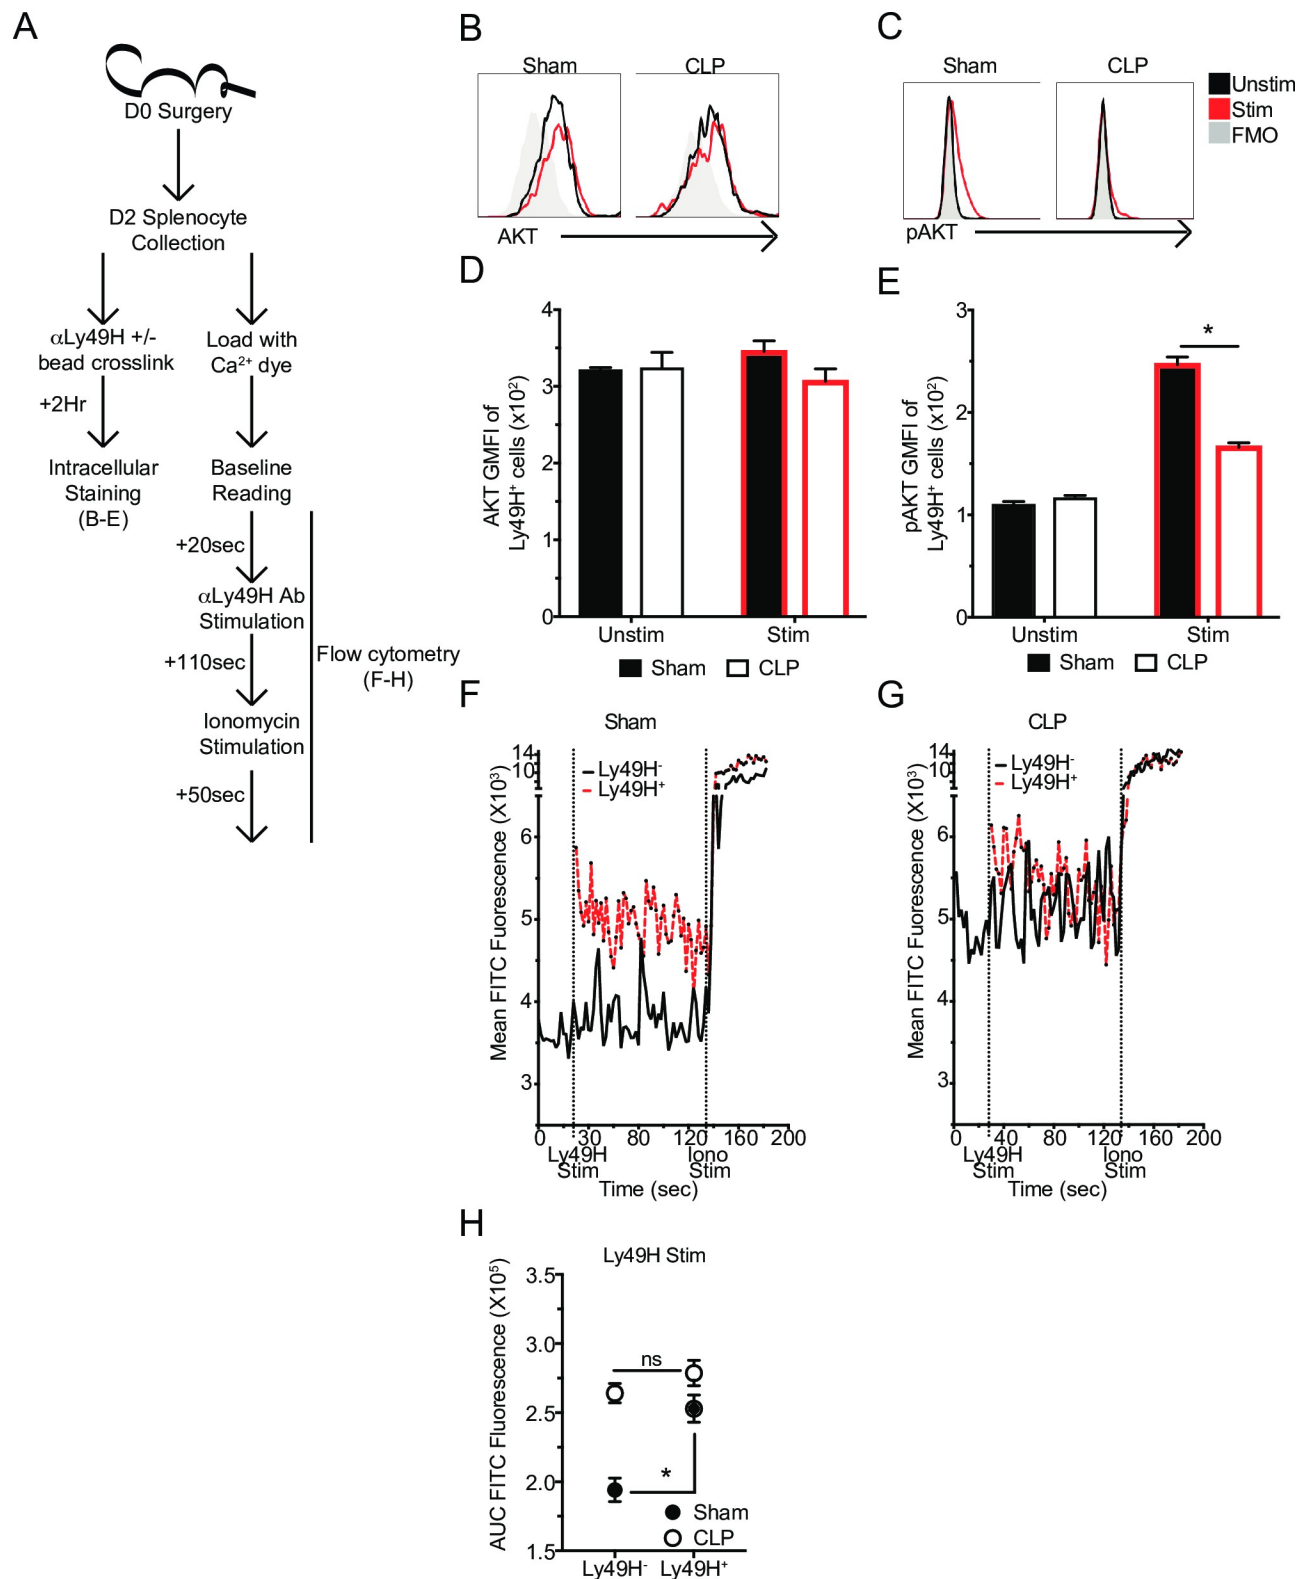 A
D0 Surgery
D2 Splenocyte
Collection
αLy49H +/-
bead crosslink
Load with
Ca²⁺ dye
+2Hr
Intracellular
Staining
(B-E)
Baseline
Reading
+20sec
αLy49H Ab
Stimulation
+110sec
Flow cytometry
(F-H)
Ionomycin
Stimulation
+50sec
B
Sham
CLP
AKT
C
Sham
CLP
Unstim
Stim
FMO
pAKT
D
AKT GMFI of
Ly49H⁺ cells (x10²)
4
3
2
1
0
Unstim
Stim
Sham
CLP
E
pAKT GMFI of
Ly49H⁺ cells (x10²)
3
2
1
0
*
Unstim
Stim
Sham
CLP
F
Sham
Mean FITC Fuorescence (X10³)
14
10
6
5
4
3
Ly49H⁻
Ly49H⁺
0 30 80 120 160 200
Ly49H
Stim
Iono
Stim
Time (sec)
G
CLP
Mean FITC Fuorescence (X10³)
14
10
6
5
4
3
Ly49H⁻
Ly49H⁺
0 40 80 120 160 200
Ly49H
Stim
Iono
Stim
Time (sec)
H
Ly49H Stim
AUC FITC Fluorescence (X10⁵)
3.5
3.0
2.5
2.0
1.5
ns
*
Sham
CLP
Ly49H⁻ Ly49H⁺